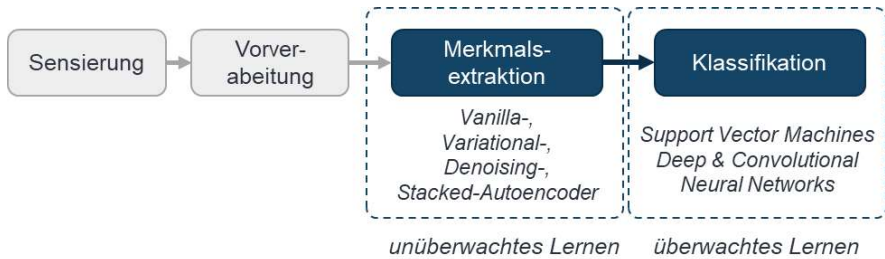 Sensierung
Vorver-
abeitung
Merkmals-
extraktion
Klassifikation
Vanilla-,
Variational-,
Denoising-,
Stacked-Autoencoder
Support Vector Machines
Deep & Convolutional
Neural Networks
unüberwachtes Lernen
überwachtes Lernen